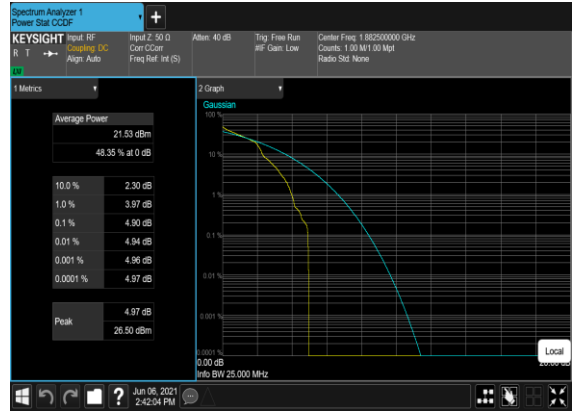 Spectrum Analyzer 1
Power Stat CCDF
+
KEYSIGHT
R T
LXI
Input: RF
Coupling: DC
Align: Auto
Input Z: 50 Ω
Corr CCorr
Freq Ref: Int (S)
Atten: 40 dB
Trig: Free Run
#IF Gain: Low
Center Freq: 1.882500000 GHz
Counts: 1.00 M/1.00 Mpt
Radio Std: None
1 Metrics
Average Power
21.53 dBm
48.35 % at 0 dB
10.0 % 2.30 dB
1.0 % 3.97 dB
0.1 % 4.90 dB
0.01 % 4.94 dB
0.001 % 4.96 dB
0.0001 % 4.97 dB
Peak
4.97 dB
26.50 dBm
2 Graph
Gaussian
100 %
10 %
1 %
0.1 %
0.01 %
0.001 %
0.0001 %
0.00 dB
Info BW 25.000 MHz
Local
?
Jun 06, 2021
2:42:04 PM